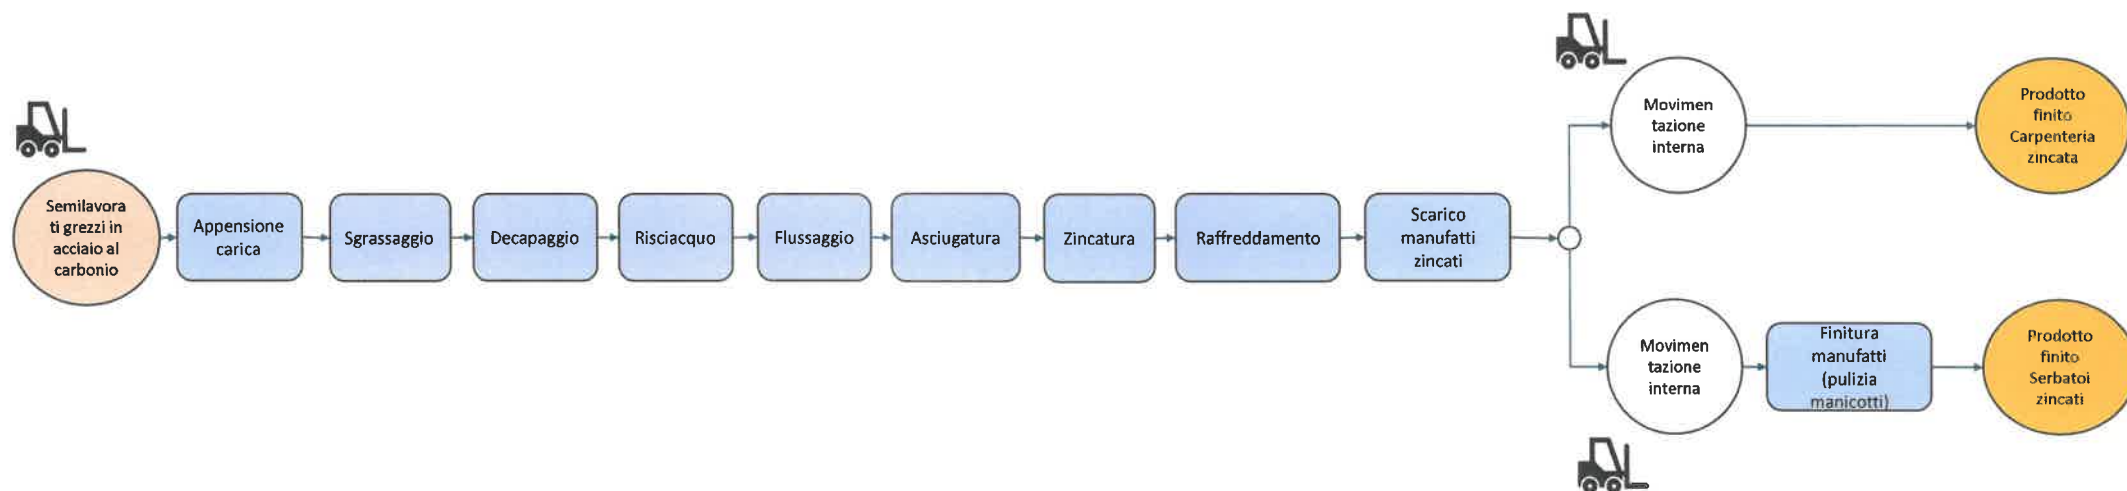 Semilavora
ti grezzi in
acciaio al
carbonio
Appensione
carica
Sgrassaggio
Decapaggio
Risciacquo
Flussaggio
Asciugatura
Zincatura
Raffreddamento
Scarico
manufatti
zincati
Movimen
tazione
interna
Prodotto
finito
Carpenteria
zincata
Movimen
tazione
interna
Finitura
manufatti
(pulizia
manicotti)
Prodotto
finito
Serbatoi
zincati